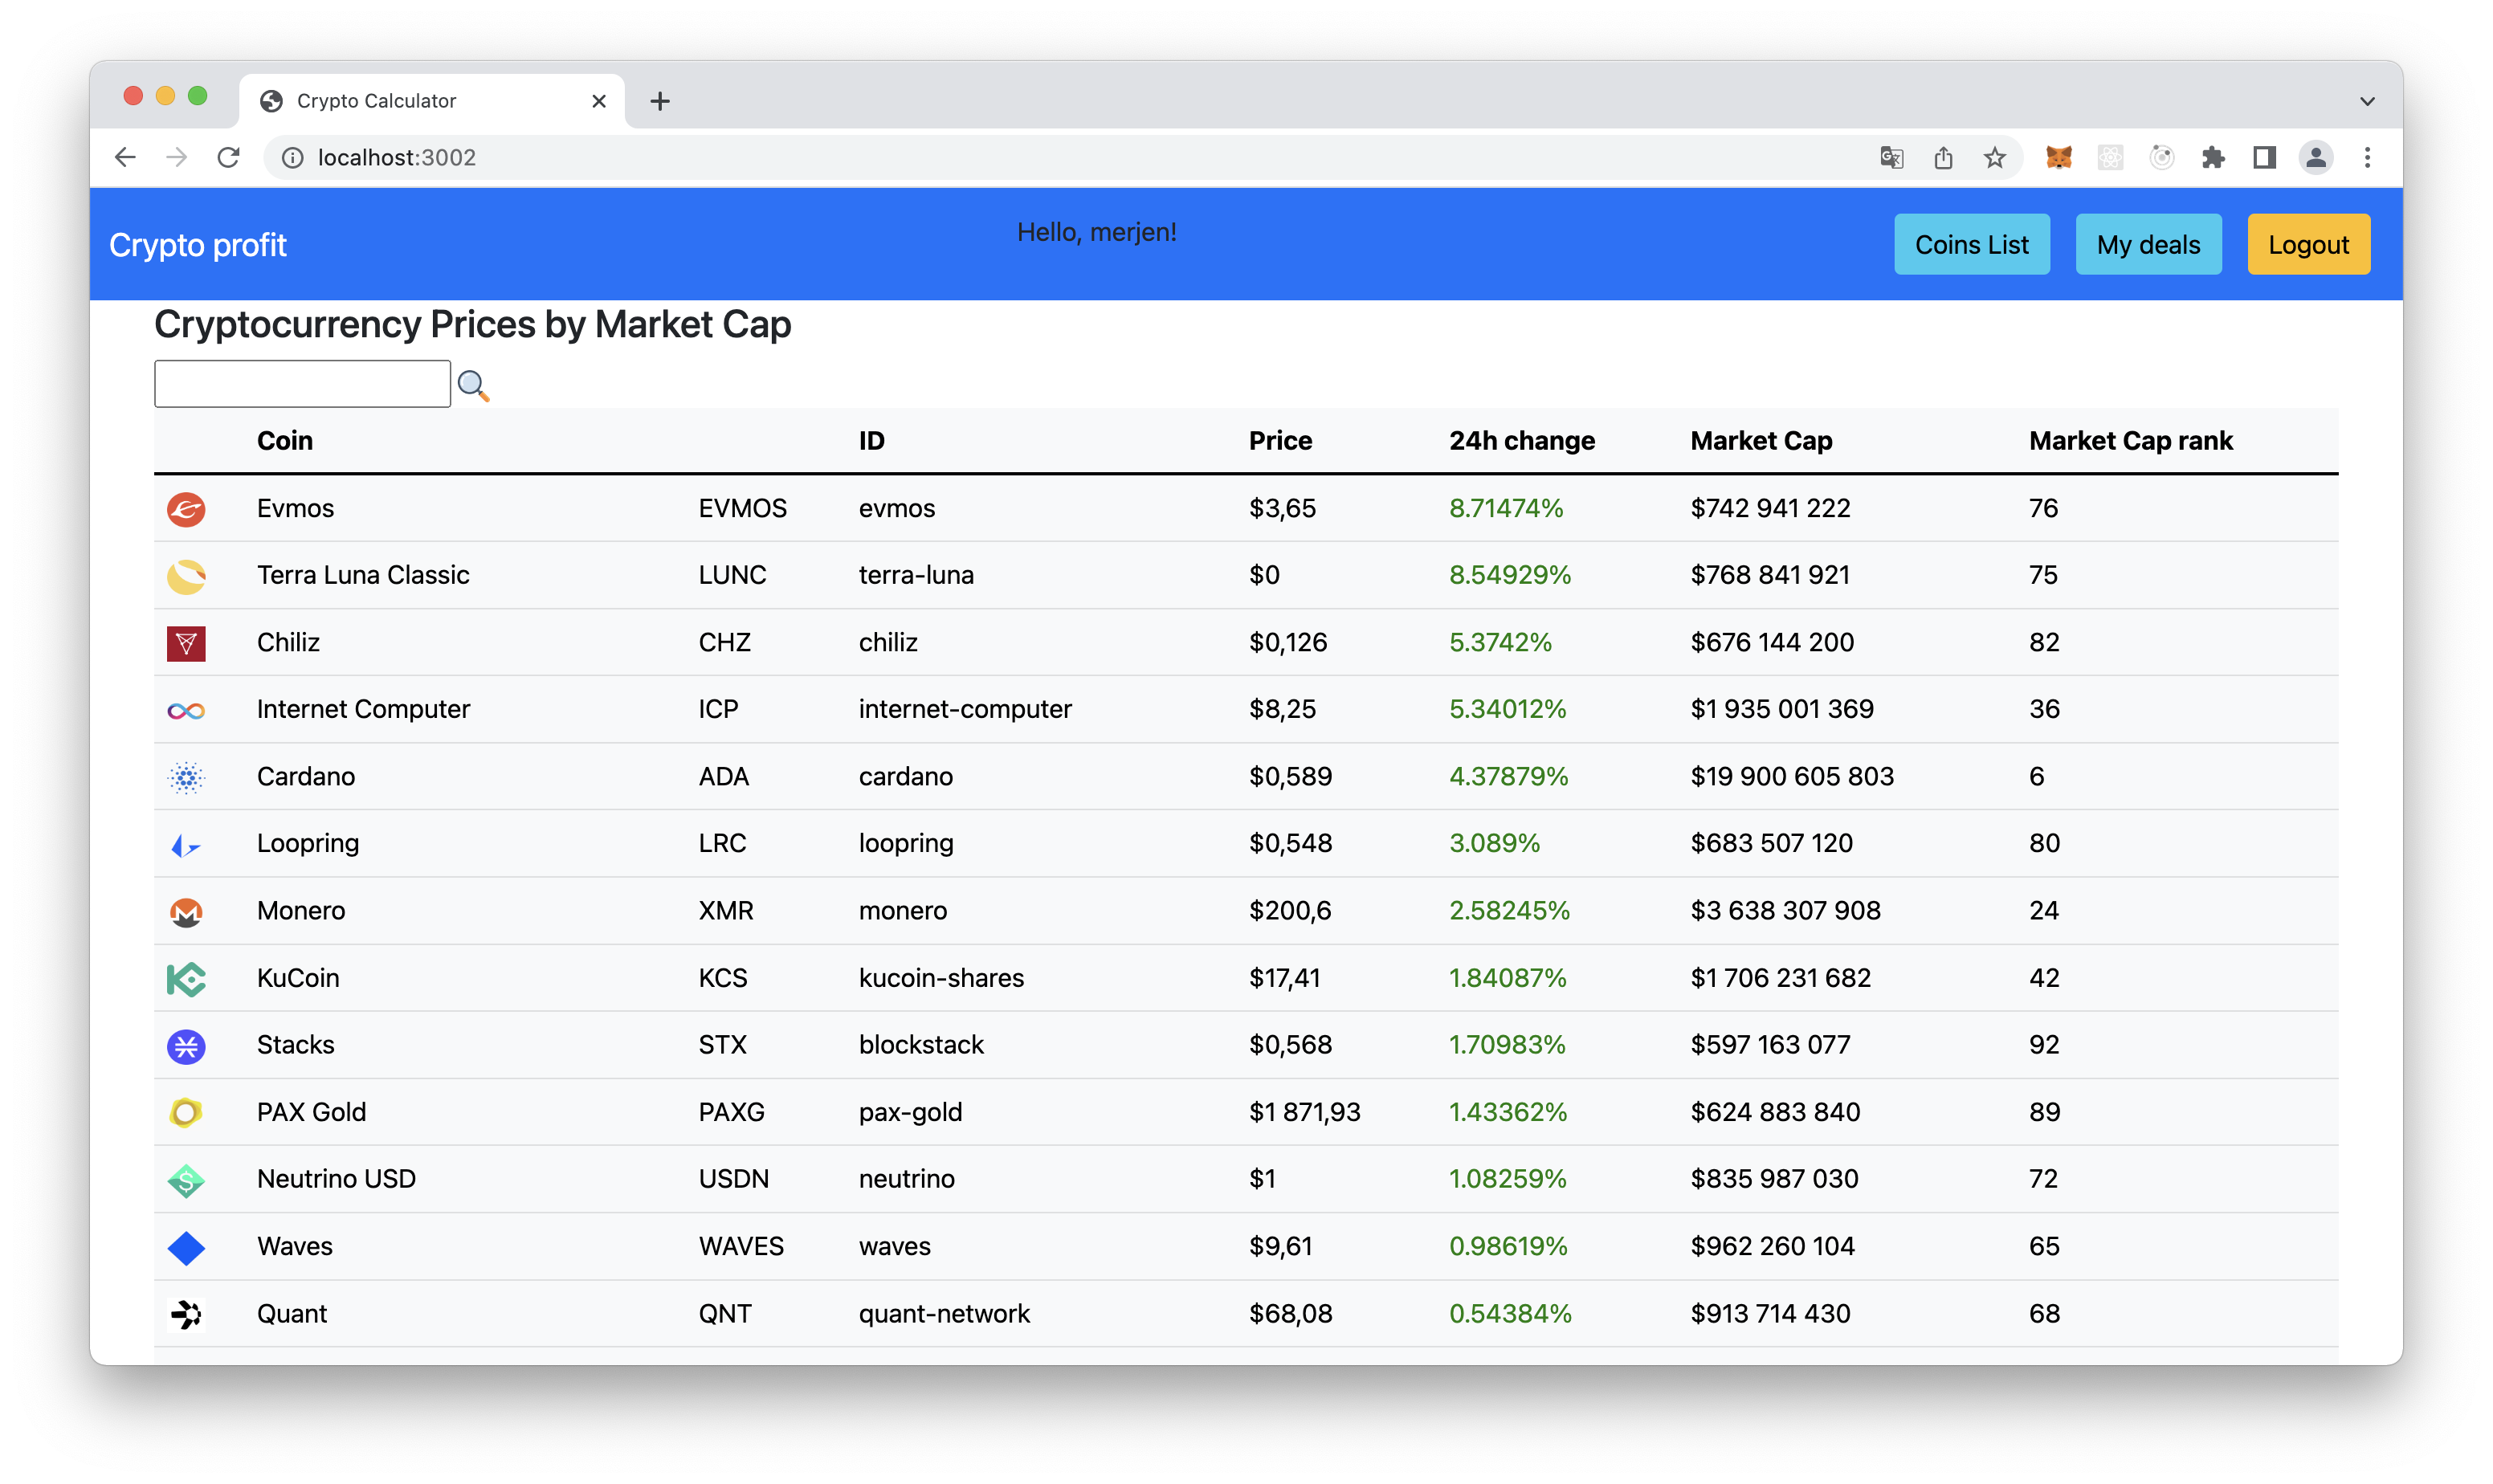 Crypto Calculator
localhost:3002
Crypto profit
Hello, merjen!
Coins List My deals Logout
Cryptocurrency Prices by Market Cap
Coin ID Price 24h change Market Cap Market Cap rank
Evmos EVMOS evmos $3,65 8.71474% $742 941 222 76
Terra Luna Classic LUNC terra-luna $0 8.54929% $768 841 921 75
Chiliz CHZ chiliz $0,126 5.3742% $676 144 200 82
Internet Computer ICP internet-computer $8,25 5.34012% $1 935 001 369 36
Cardano ADA cardano $0,589 4.37879% $19 900 605 803 6
Loopring LRC loopring $0,548 3.089% $683 507 120 80
Monero XMR monero $200,6 2.58245% $3 638 307 908 24
KuCoin KCS kucoin-shares $17,41 1.84087% $1 706 231 682 42
Stacks STX blockstack $0,568 1.70983% $597 163 077 92
PAX Gold PAXG pax-gold $1 871,93 1.43362% $624 883 840 89
Neutrino USD USDN neutrino $1 1.08259% $835 987 030 72
Waves WAVES waves $9,61 0.98619% $962 260 104 65
Quant QNT quant-network $68,08 0.54384% $913 714 430 68